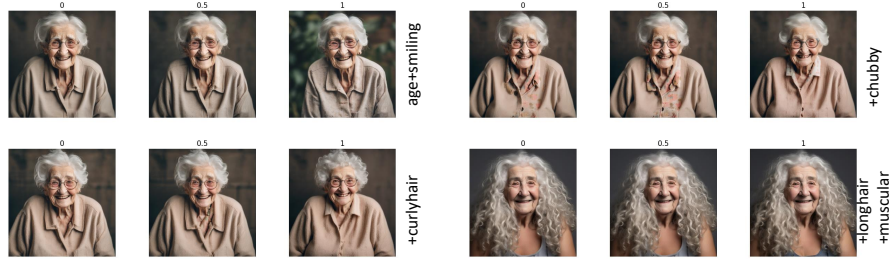 0 0.5 1
age+smiling
0 0.5 1
+chubby
0 0.5 1
+curlyhair
0 0.5 1
+longhair
+muscular